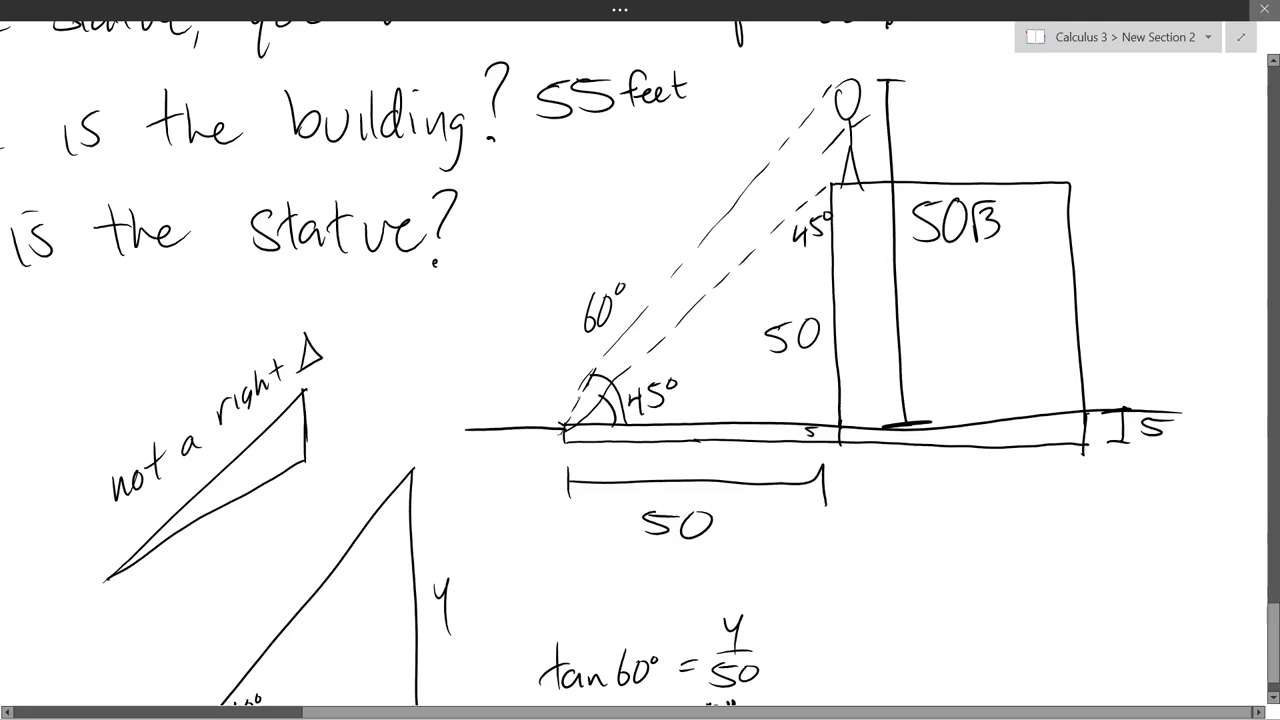 Calculus 3 > New Section 2
is the building? 55 feet
is the statue?
45°
50√3
60°
50
not a right Δ
45°
5
5
50
y
tan 60° = y/50